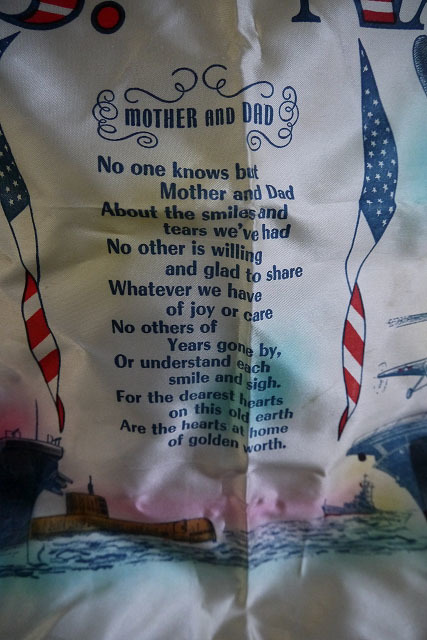 MOTHER AND DAD
No one knows but
Mother and Dad
About the smiles and
tears we've had
No other is willing
and glad to share
Whatever we have
of joy or care
No others of
Years gone by,
Or understand each
smile and sigh.
For the dearest hearts
on this old earth
Are the hearts at home
of golden worth.